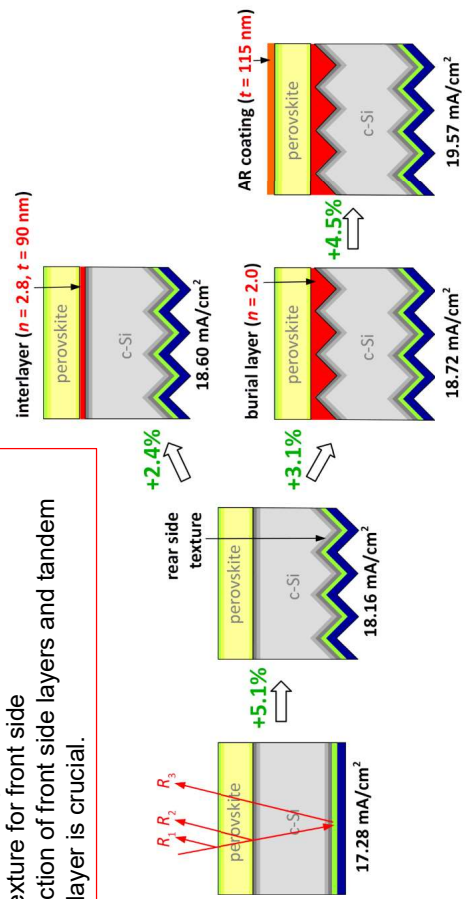 exture for front side
ction of front side layers and tandem
layer is crucial.
R1
R2
R3
perovskite
c-Si
17.28 mA/cm²
+5.1%
rear side
texture
perovskite
c-Si
18.16 mA/cm²
+2.4%
interlayer (n = 2.8, t = 90 nm)
perovskite
c-Si
18.60 mA/cm²
+3.1%
burial layer (n = 2.0)
perovskite
c-Si
18.72 mA/cm²
+4.5%
AR coating (t = 115 nm)
perovskite
c-Si
19.57 mA/cm²